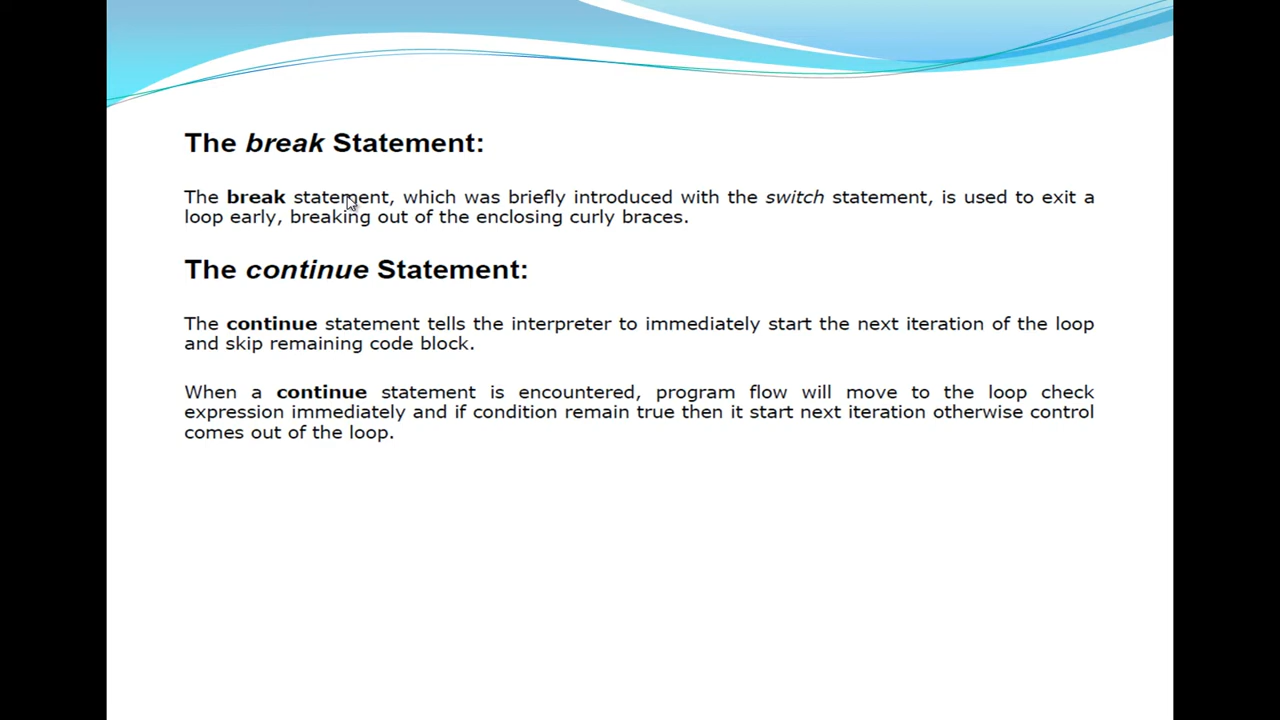 The break Statement:
The break statement, which was briefly introduced with the switch statement, is used to exit a
loop early, breaking out of the enclosing curly braces.
The continue Statement:
The continue statement tells the interpreter to immediately start the next iteration of the loop
and skip remaining code block.
When a continue statement is encountered, program flow will move to the loop check
expression immediately and if condition remain true then it start next iteration otherwise control
comes out of the loop.